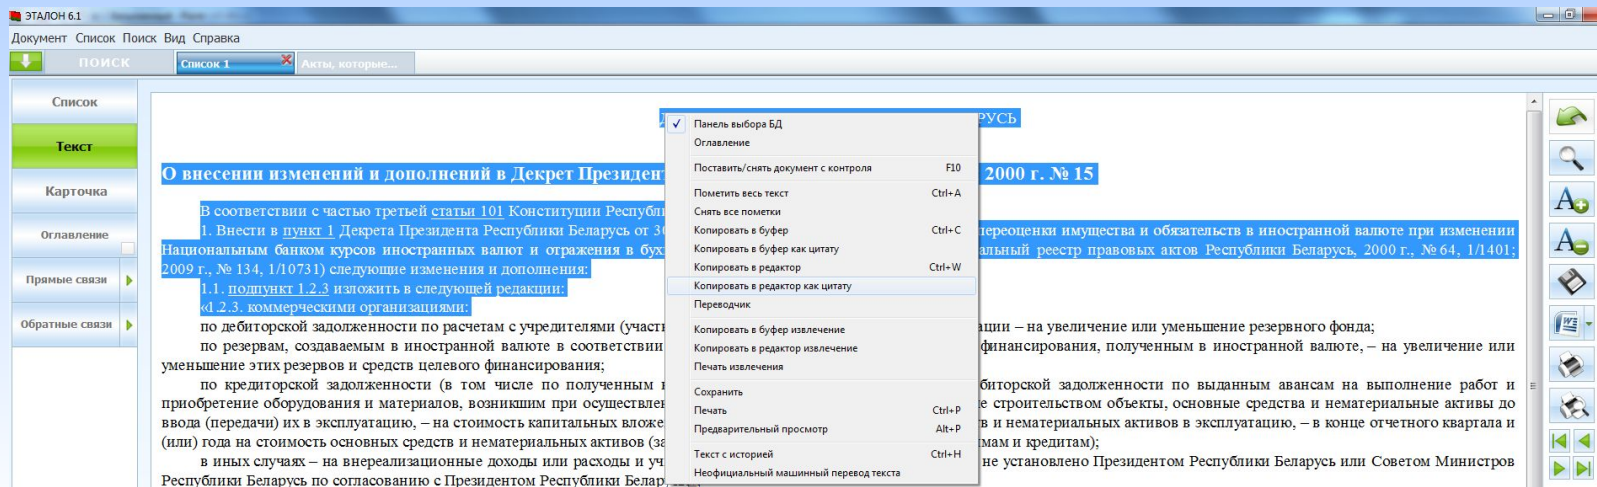 ЭТАЛОН 6.1
Документ Список Поиск Вид Справка
ПОИСК Список 1 Акты, которые...
Список
Текст
Карточка
Оглавление
Прямые связи
Обратные связи
РУСЬ
О внесении изменений и дополнений в Декрет Президент 2000 г. № 15
В соответствии с частью третьей статьи 101 Конституции Республи
1. Внести в пункт 1 Декрета Президента Республики Беларусь от 30 переоценки имущества и обязательств в иностранной валюте при изменении
Национальным банком курсов иностранных валют и отражения в бух альный реестр правовых актов Республики Беларусь, 2000 г., № 64, 1/1401;
2009 г., № 134, 1/10731) следующие изменения и дополнения:
1.1. подпункт 1.2.3 изложить в следующей редакции:
«1.2.3. коммерческими организациями:
по дебиторской задолженности по расчетам с учредителями (участ ации – на увеличение или уменьшение резервного фонда;
по резервам, создаваемым в иностранной валюте в соответствии финансирования, полученным в иностранной валюте, – на увеличение или
уменьшение этих резервов и средств целевого финансирования;
по кредиторской задолженности (в том числе по полученным биторской задолженности по выданным авансам на выполнение работ и
приобретение оборудования и материалов, возникшим при осуществле е строительством объекты, основные средства и нематериальные активы до
ввода (передачи) их в эксплуатацию, – на стоимость капитальных вложе в и нематериальных активов в эксплуатацию, – в конце отчетного квартала и
(или) года на стоимость основных средств и нематериальных активов (за мам и кредитам);
в иных случаях – на внереализационные доходы или расходы и уч не установлено Президентом Республики Беларусь или Советом Министров
Республики Беларусь по согласованию с Президентом Республики Белар
Панель выбора БД
Оглавление
Поставить/снять документ с контроля F10
Пометить весь текст Ctrl+A
Снять все пометки
Копировать в буфер Ctrl+C
Копировать в буфер как цитату
Копировать в редактор Ctrl+W
Копировать в редактор как цитату
Переводчик
Копировать в буфер извлечение
Копировать в редактор извлечение
Печать извлечения
Сохранить
Печать Ctrl+P
Предварительный просмотр Alt+P
Текст с историей Ctrl+H
Неофициальный машинный перевод текста